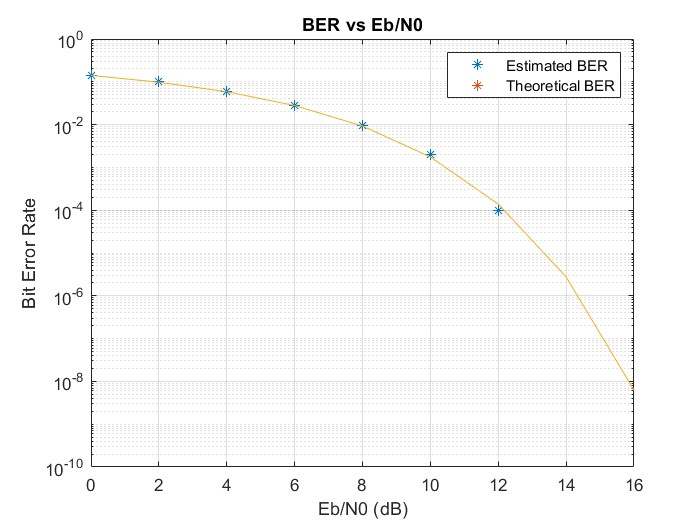 BER vs Eb/N0
Estimated BER
Theoretical BER
10^0
10^-2
10^-4
10^-6
10^-8
10^-10
Bit Error Rate
0 2 4 6 8 10 12 14 16
Eb/N0 (dB)